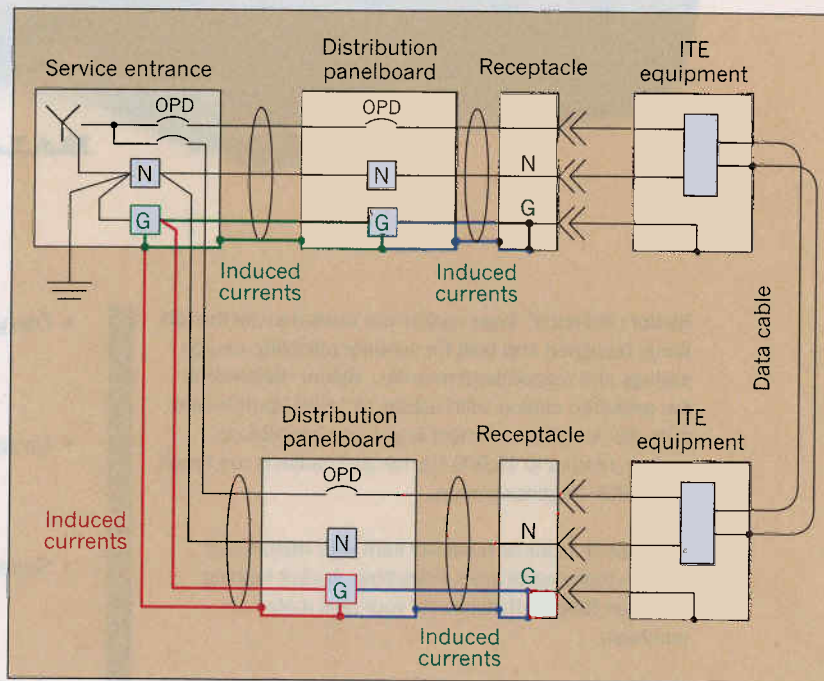 Service entrance
Distribution
panelboard
Receptacle
ITE
equipment
OPD
OPD
N
N
N
G
G
G
Induced
currents
Induced
currents
Data cable
Distribution
panelboard
Receptacle
ITE
equipment
OPD
N
N
G
G
Induced
currents
Induced
currents